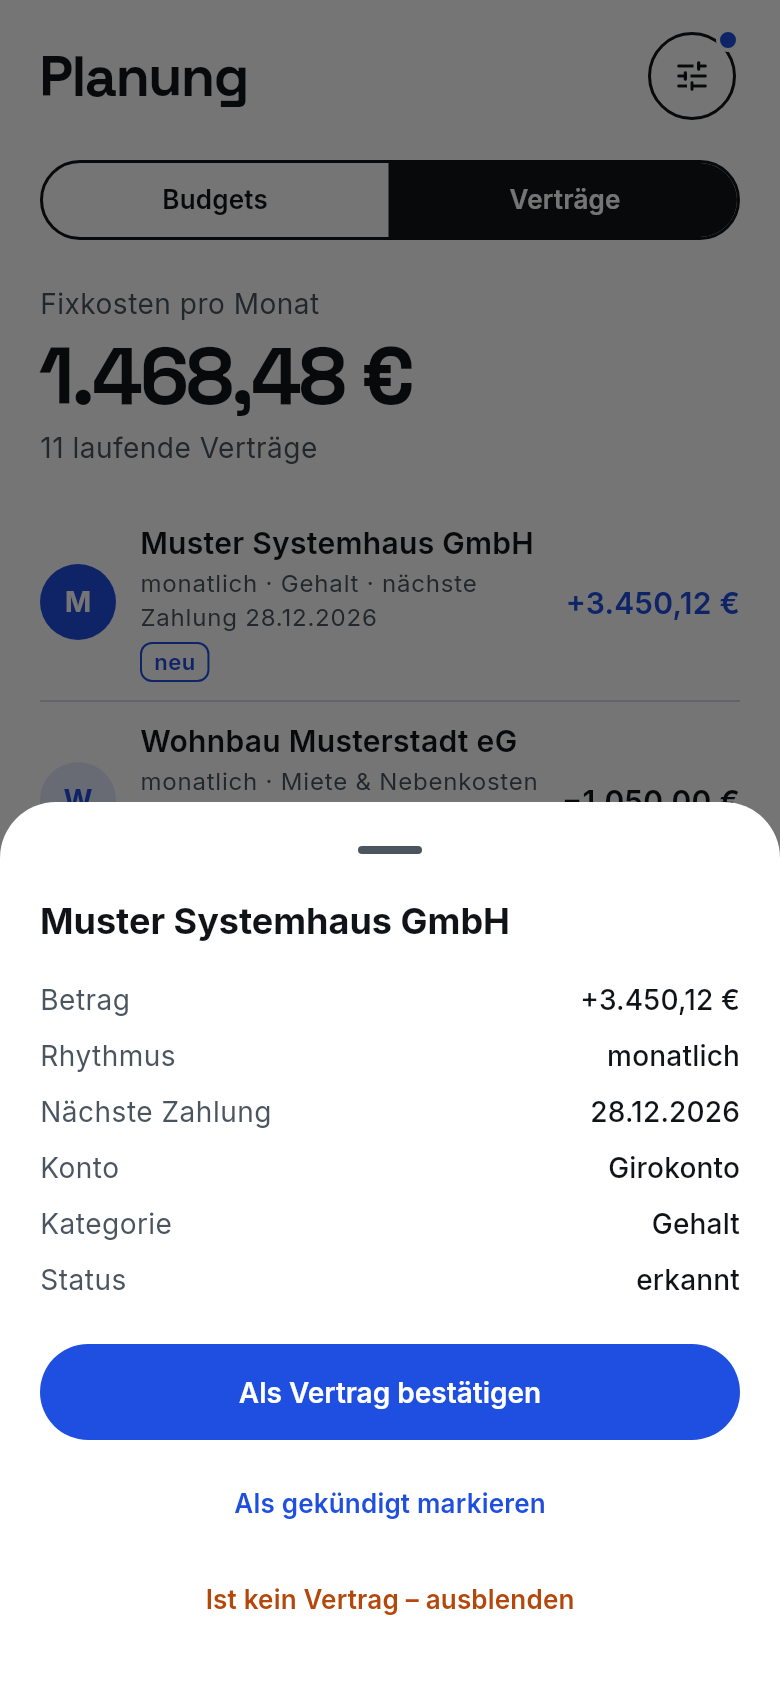 Planung
Budgets
Verträge
Fixkosten pro Monat
1.468,48 €
11 laufende Verträge
M
Muster Systemhaus GmbH
monatlich · Gehalt · nächste
Zahlung 28.12.2026
+3.450,12 €
neu
W
Wohnbau Musterstadt eG
monatlich · Miete & Nebenkosten
−1.050,00 €
Muster Systemhaus GmbH
Betrag +3.450,12 €
Rhythmus monatlich
Nächste Zahlung 28.12.2026
Konto Girokonto
Kategorie Gehalt
Status erkannt
Als Vertrag bestätigen
Als gekündigt markieren
Ist kein Vertrag – ausblenden